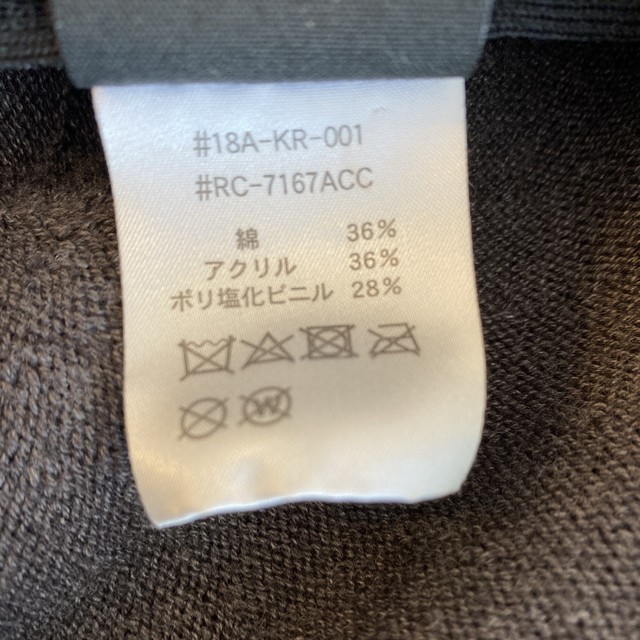 #18A-KR-001
#RC-7167ACC
綿 36%
アクリル 36%
ポリ塩化ビニル 28%
W